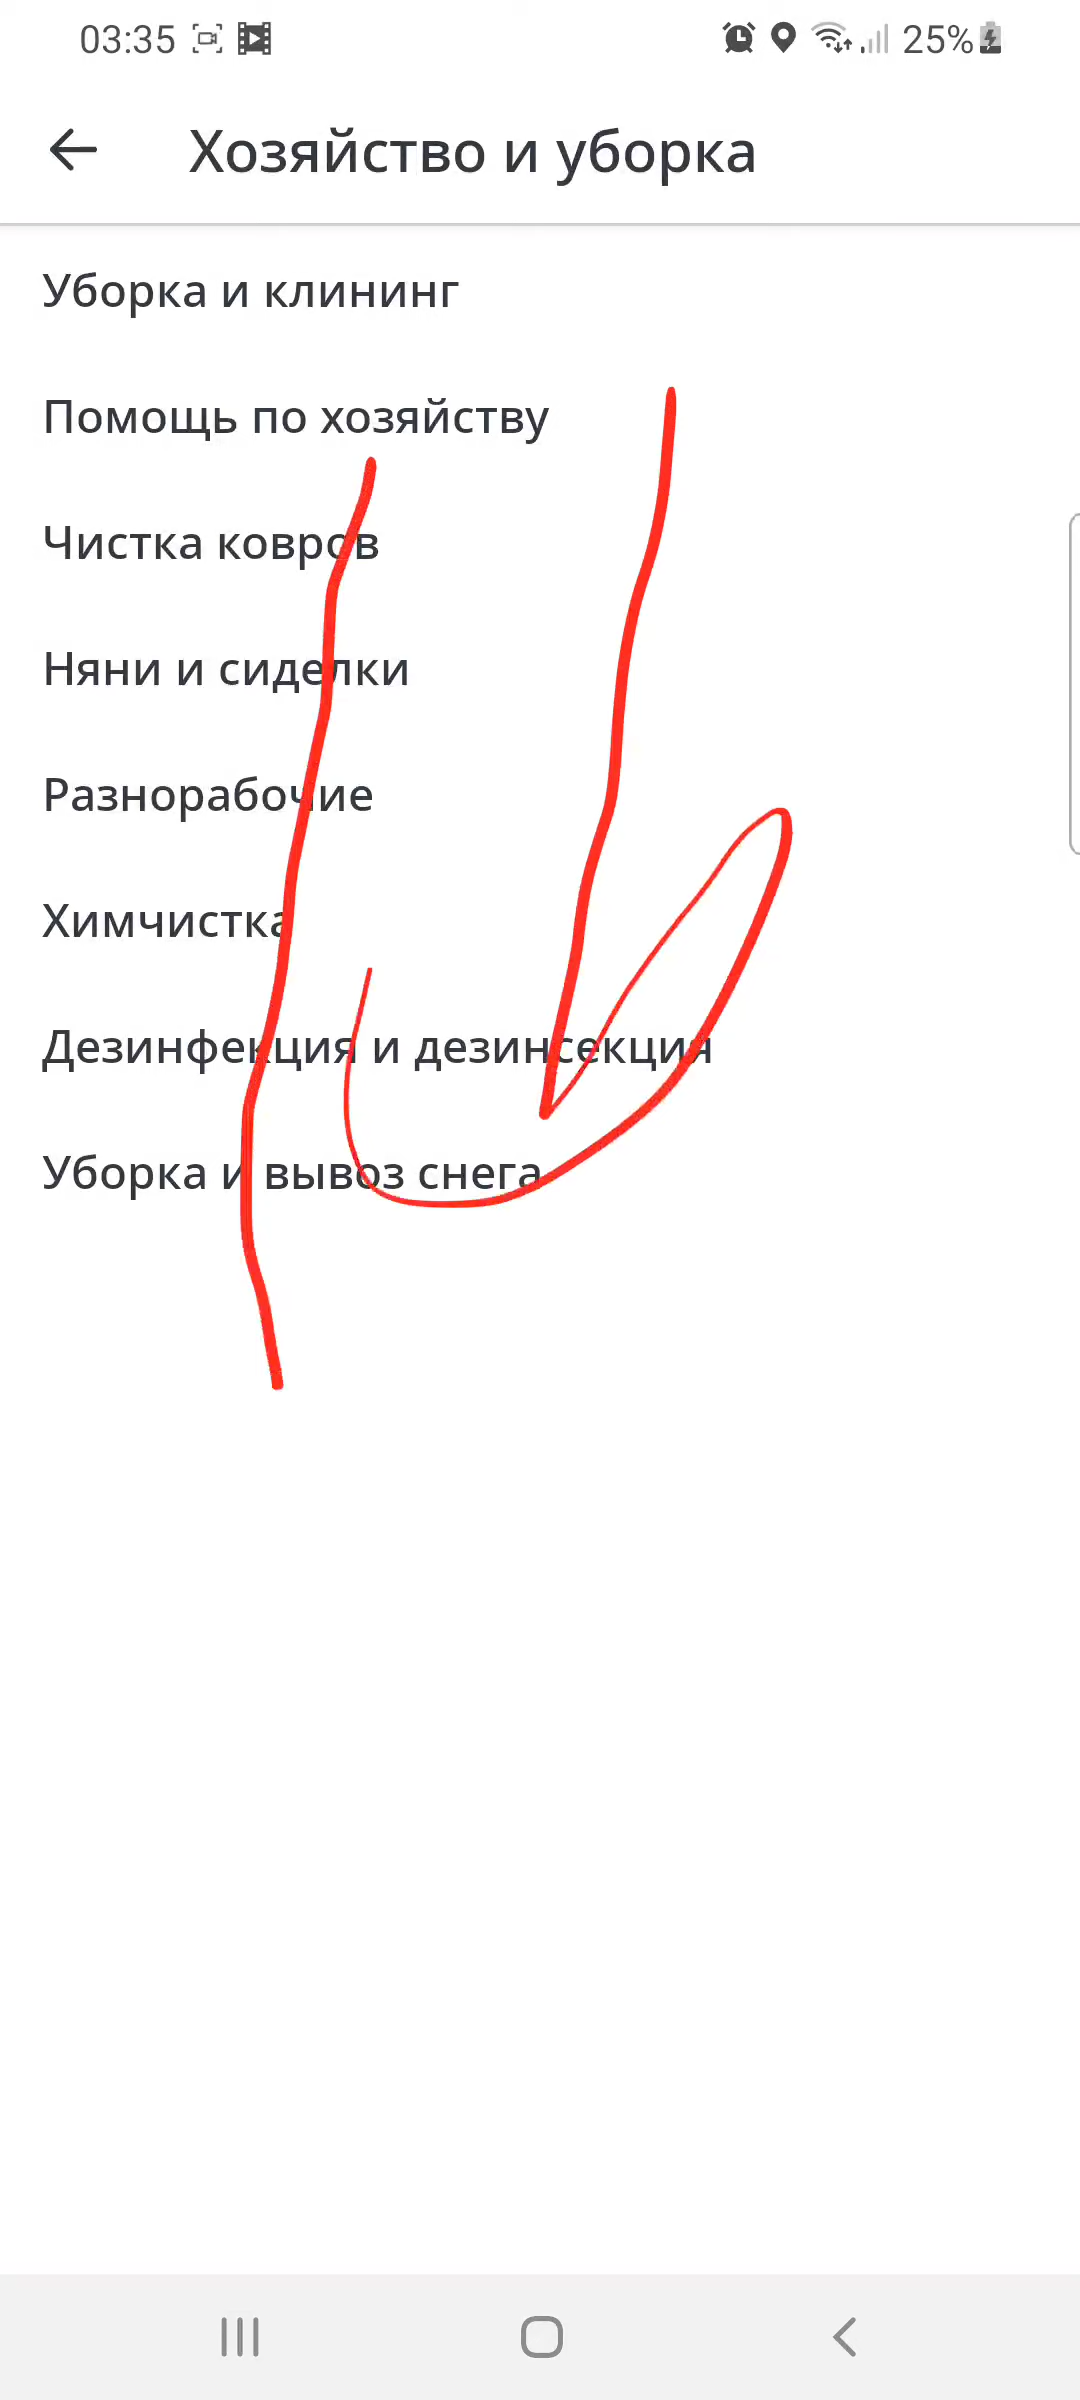 03:35 25%
Хозяйство и уборка
Уборка и клининг
Помощь по хозяйству
Чистка ковров
Няни и сиделки
Разнорабочие
Химчистка
Дезинфекция и дезинсекция
Уборка и вывоз снега